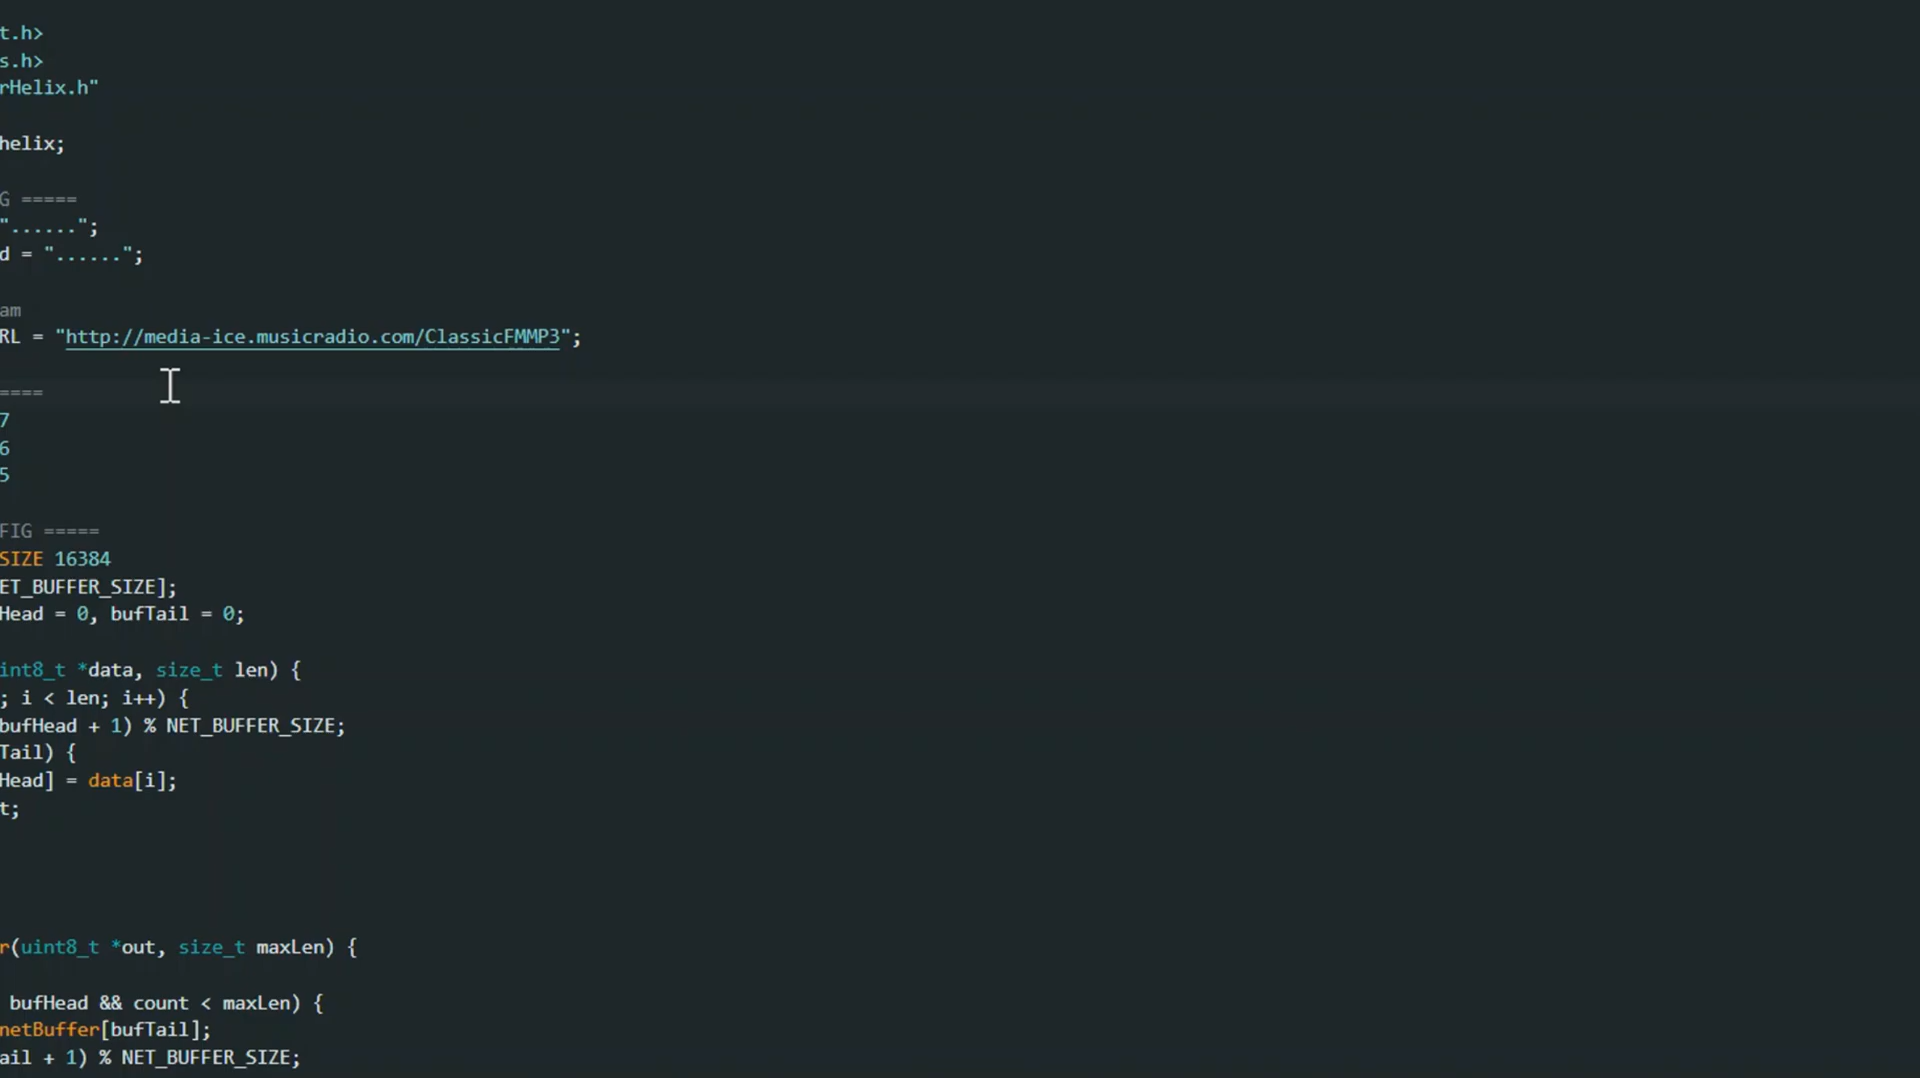 t.h>
s.h>
rHelix.h"
helix;
G =====
"......";
d = "......";
am
RL = "http://media-ice.musicradio.com/ClassicFMMP3";
====
7
6
5
FIG =====
SIZE 16384
ET_BUFFER_SIZE];
Head = 0, bufTail = 0;
int8_t *data, size_t len) {
; i < len; i++) {
bufHead + 1) % NET_BUFFER_SIZE;
Tail) {
Head] = data[i];
t;
r(uint8_t *out, size_t maxLen) {
bufHead && count < maxLen) {
netBuffer[bufTail];
ail + 1) % NET_BUFFER_SIZE;